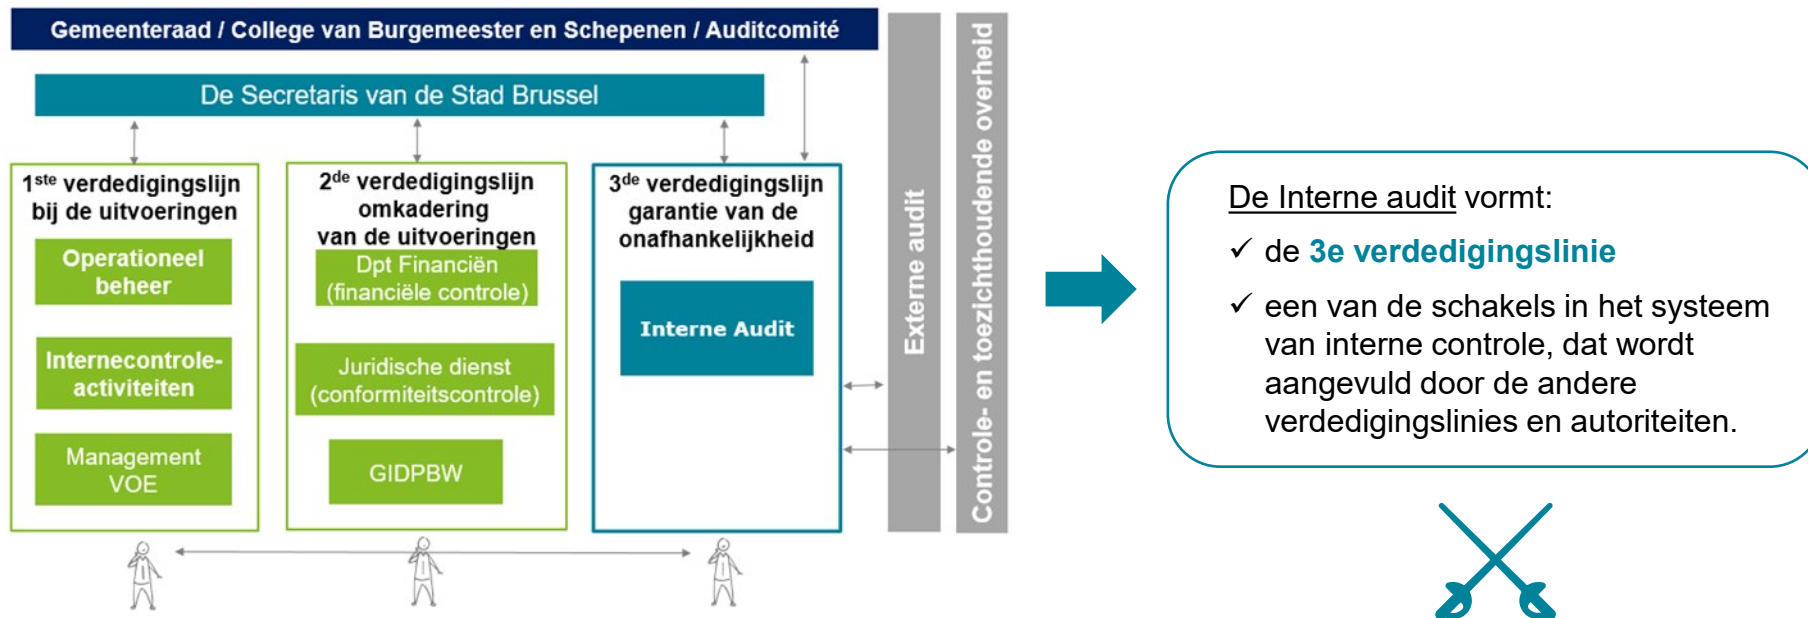 Gemeenteraad / College van Burgemeester en Schepenen / Auditcomité
De Secretaris van de Stad Brussel
1ste verdedigingslijn
bij de uitvoeringen
Operationeel
beheer
Internecontrole-
activiteiten
Management
VOE
2de verdedigingslijn
omkadering
van de uitvoeringen
Dpt Financiën
(financiële controle)
Juridische dienst
(conformiteitscontrole)
GIDPBW
3de verdedigingslijn
garantie van de
onafhankelijkheid
Interne Audit
Externe audit
Controle- en toezichthoudende overheid
De Interne audit vormt:
✓ de 3e verdedigingslinie
✓ een van de schakels in het systeem
van interne controle, dat wordt
aangevuld door de andere
verdedigingslinies en autoriteiten.